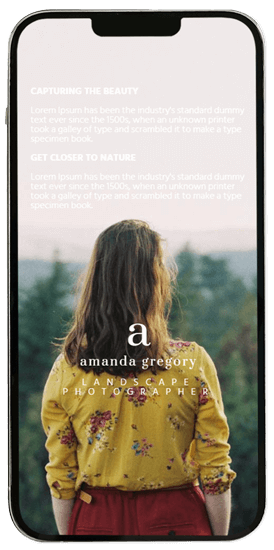 CAPTURING THE BEAUTY
Lorem Ipsum has been the industry's standard dummy
text ever since the 1500s, when an unknown printer
took a galley of type and scrambled it to make a type
specimen book.
GET CLOSER TO NATURE
Lorem Ipsum has been the industry's standard dummy
text ever since the 1500s, when an unknown printer
took a galley of type and scrambled it to make a type
specimen book.
a
amanda gregory
LANDSCAPE
PHOTOGRAPHER